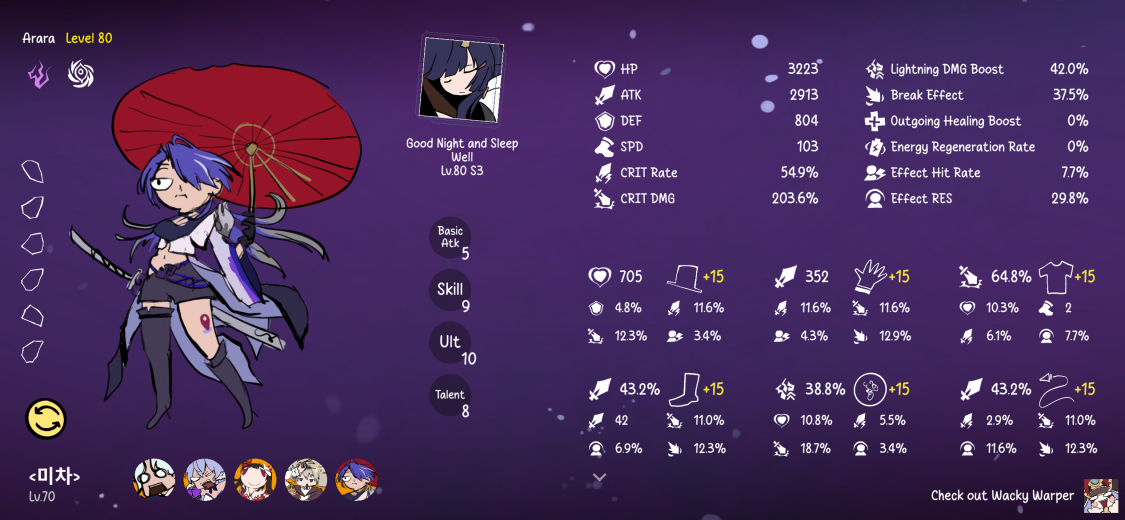 Arara Level 80
Good Night and Sleep
Well
Lv.80 S3
Basic
Atk
5
Skill
9
Ult
10
Talent
8
HP 3223
ATK 2913
DEF 804
SPD 103
CRIT Rate 54.9%
CRIT DMG 203.6%
Lightning DMG Boost 42.0%
Break Effect 37.5%
Outgoing Healing Boost 0%
Energy Regeneration Rate 0%
Effect Hit Rate 7.7%
Effect RES 29.8%
705 +15
4.8% 11.6%
12.3% 3.4%
352 +15
11.6% 11.6%
4.3% 12.9%
64.8% +15
10.3% 2
6.1% 7.7%
43.2% +15
42 11.0%
6.9% 12.3%
38.8% +15
10.8% 5.5%
18.7% 3.4%
43.2% +15
2.9% 11.0%
11.6% 12.3%
<미차>
Lv.70
Check out Wacky Warper